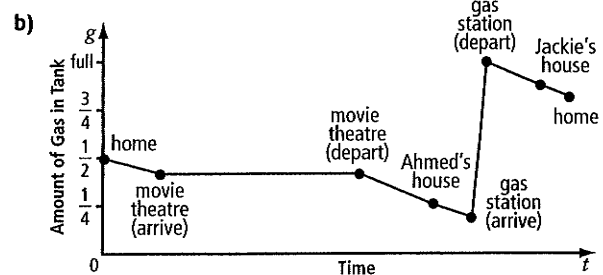 b)
g
Amount of Gas in Tank
full
3
4
1
2
1
4
0
Time
t
home
movie
theatre
(arrive)
movie
theatre
(depart)
Ahmed's
house
gas
station
(arrive)
gas
station
(depart)
Jackie's
house
home